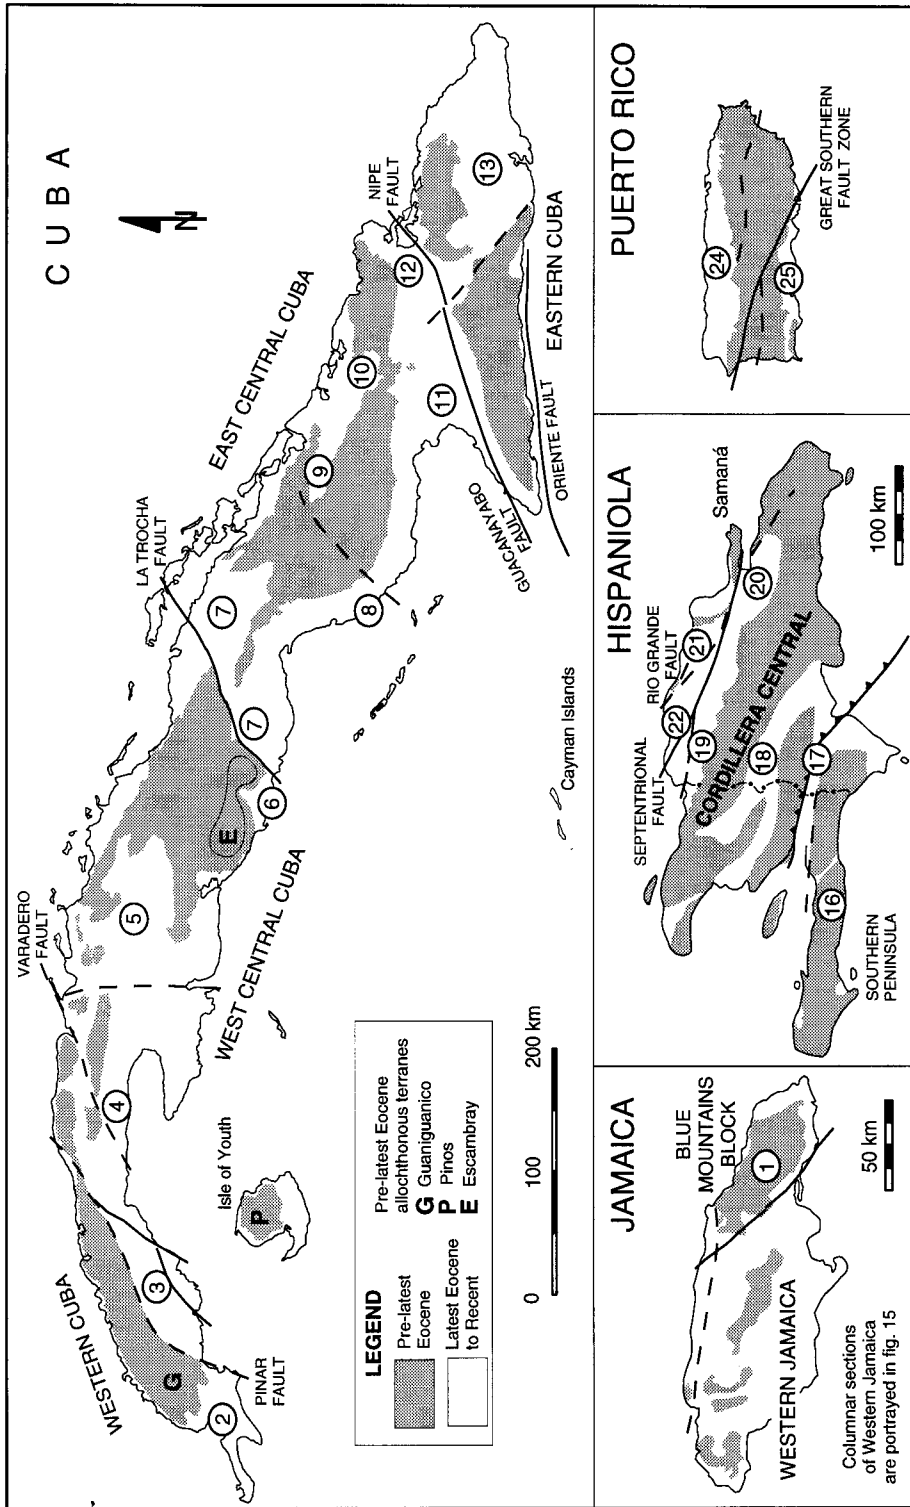 CUBA
N
WESTERN CUBA
VARADERO
FAULT
LA TROCHA
FAULT
EAST CENTRAL CUBA
NIPE
FAULT
PINAR
FAULT
Isle of Youth
WEST CENTRAL CUBA
Cayman Islands
GUACANAYABO
FAULT
ORIENTE FAULT
EASTERN CUBA
G
P
E
2
3
4
5
6
7
7
8
9
10
11
12
13
LEGEND
Pre-latest
Eocene
Latest Eocene
to Recent
Pre-latest Eocene
allochthonous terranes
G Guaniguanico
P Pinos
E Escambray
0 100 200 km
JAMAICA
BLUE
MOUNTAINS
BLOCK
1
WESTERN JAMAICA
Columnar sections
of Western Jamaica
are portrayed in fig. 15
50 km
HISPANIOLA
SEPTENTRIONAL
FAULT
RIO GRANDE
FAULT
Samaná
CORDILLERA CENTRAL
SOUTHERN
PENINSULA
16
17
18
19
20
21
22
100 km
PUERTO RICO
24
25
GREAT SOUTHERN
FAULT ZONE